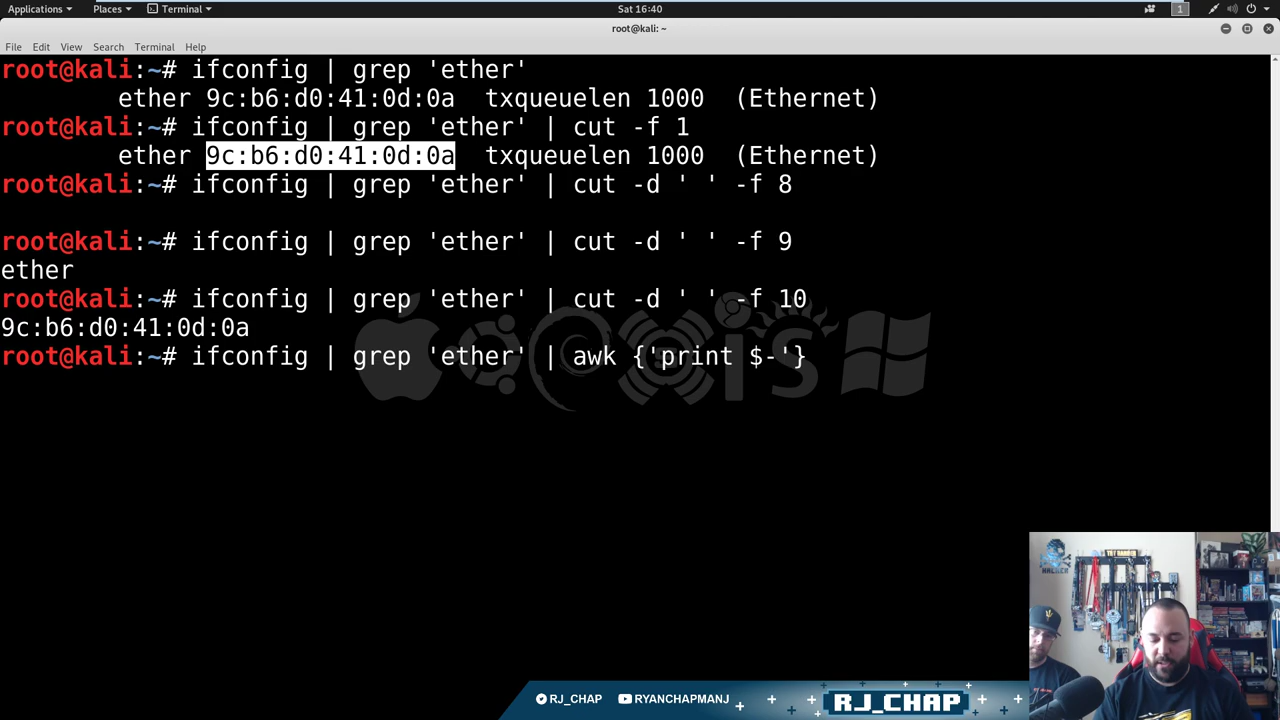 Applications Places Terminal Sat 16:40 1
root@kali: ~
File Edit View Search Terminal Help
root@kali:~# ifconfig | grep 'ether'
ether 9c:b6:d0:41:0d:0a txqueuelen 1000 (Ethernet)
root@kali:~# ifconfig | grep 'ether' | cut -f 1
ether 9c:b6:d0:41:0d:0a txqueuelen 1000 (Ethernet)
root@kali:~# ifconfig | grep 'ether' | cut -d ' ' -f 8
root@kali:~# ifconfig | grep 'ether' | cut -d ' ' -f 9
ether
root@kali:~# ifconfig | grep 'ether' | cut -d ' ' -f 10
9c:b6:d0:41:0d:0a
root@kali:~# ifconfig | grep 'ether' | awk {'print $-'}
TRY HARDER
RJ_CHAP RYANCHAPMANJ RJ_CHAP